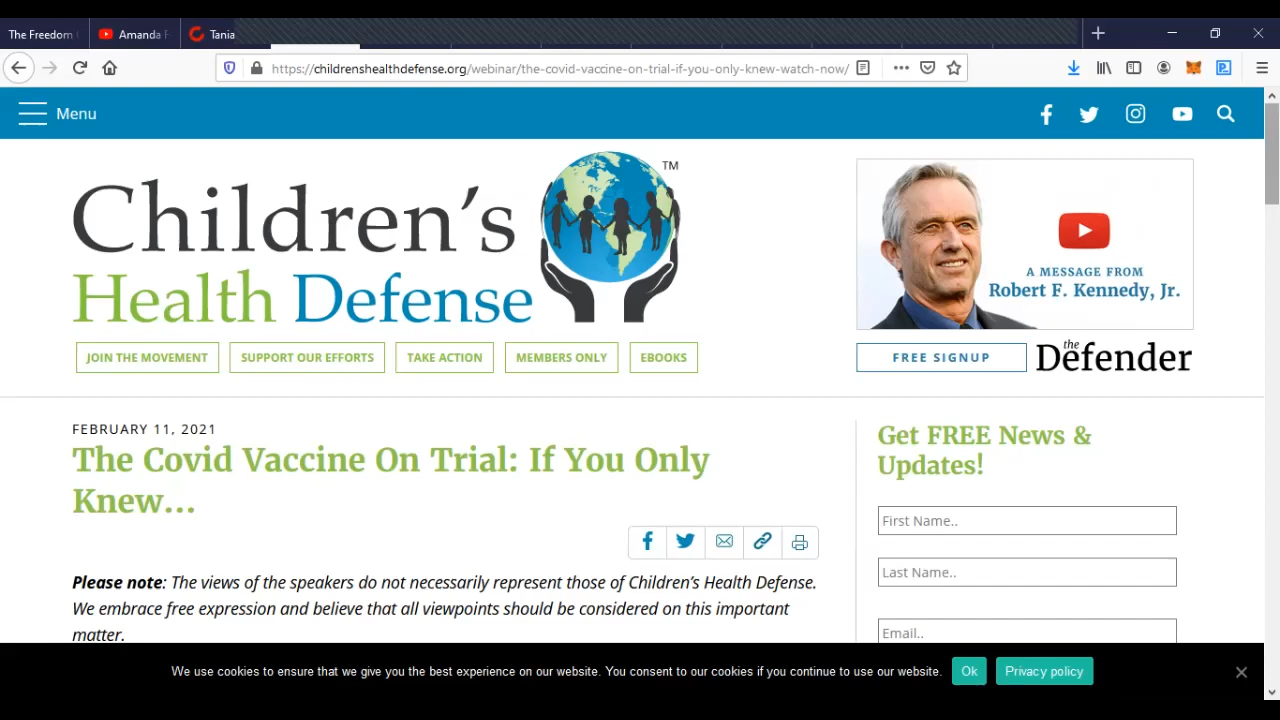 The Freedom
Amanda F
Tania
https://childrenshealthdefense.org/webinar/the-covid-vaccine-on-trial-if-you-only-knew-watch-now/
Menu
Children's
Health Defense
TM
A MESSAGE FROM
Robert F. Kennedy, Jr.
JOIN THE MOVEMENT
SUPPORT OUR EFFORTS
TAKE ACTION
MEMBERS ONLY
EBOOKS
FREE SIGNUP
the
Defender
FEBRUARY 11, 2021
The Covid Vaccine On Trial: If You Only
Knew…
Please note: The views of the speakers do not necessarily represent those of Children's Health Defense.
We embrace free expression and believe that all viewpoints should be considered on this important
matter.
Get FREE News &
Updates!
First Name..
Last Name..
Email..
We use cookies to ensure that we give you the best experience on our website. You consent to our cookies if you continue to use our website.
Ok
Privacy policy